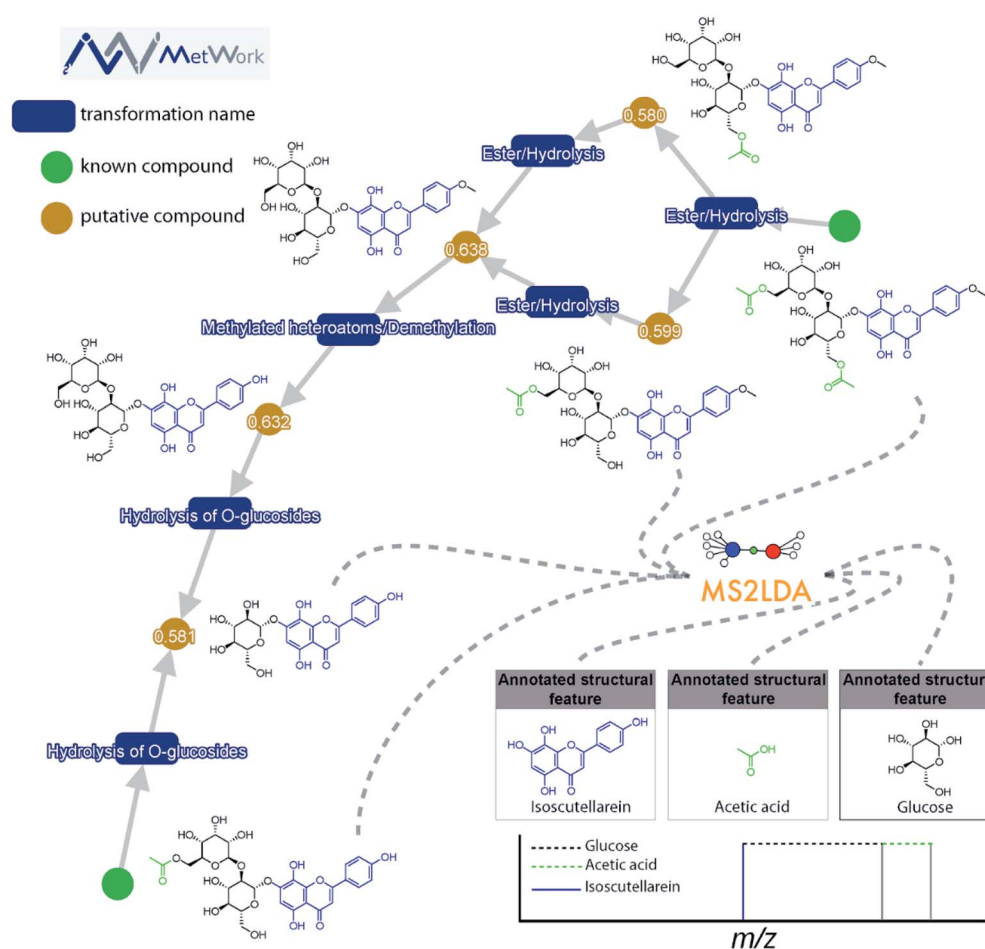 MetWork
transformation name
known compound
putative compound
0.580
Ester/Hydrolysis
Ester/Hydrolysis
0.638
Ester/Hydrolysis
0.599
Methylated heteroatoms/Demethylation
0.632
Hydrolysis of O-glucosides
0.581
Hydrolysis of O-glucosides
MS2LDA
Annotated structural
feature
Isoscutellarein
Annotated structural
feature
Acetic acid
Annotated structur
feature
Glucose
Glucose
Acetic acid
Isoscutellarein
m/z